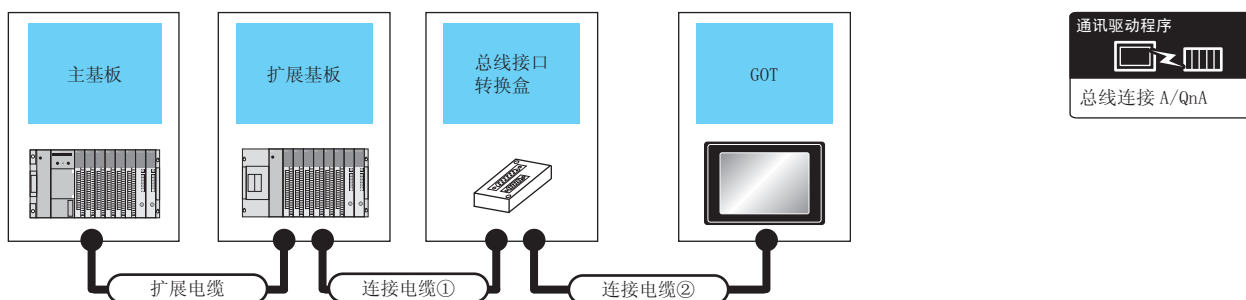 主基板
扩展基板
总线接口
转换盒
GOT
通讯驱动程序
总线连接 A/QnA
扩展电缆
连接电缆①
连接电缆②